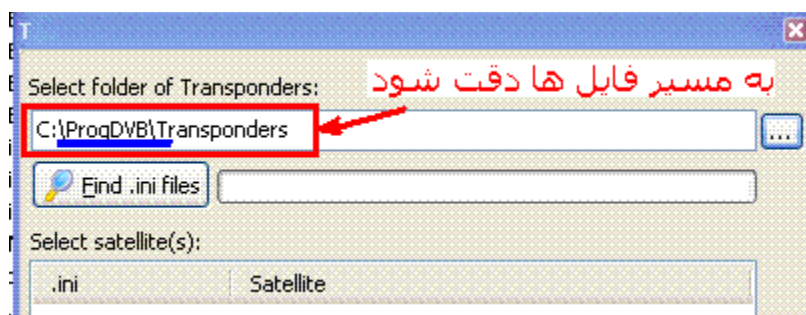 T
Select folder of Transponders:
به مسیر فایل ها دقت شود
C:\ProgDVB\Transponders
...
Find .ini files
Select satellite(s):
.ini Satellite